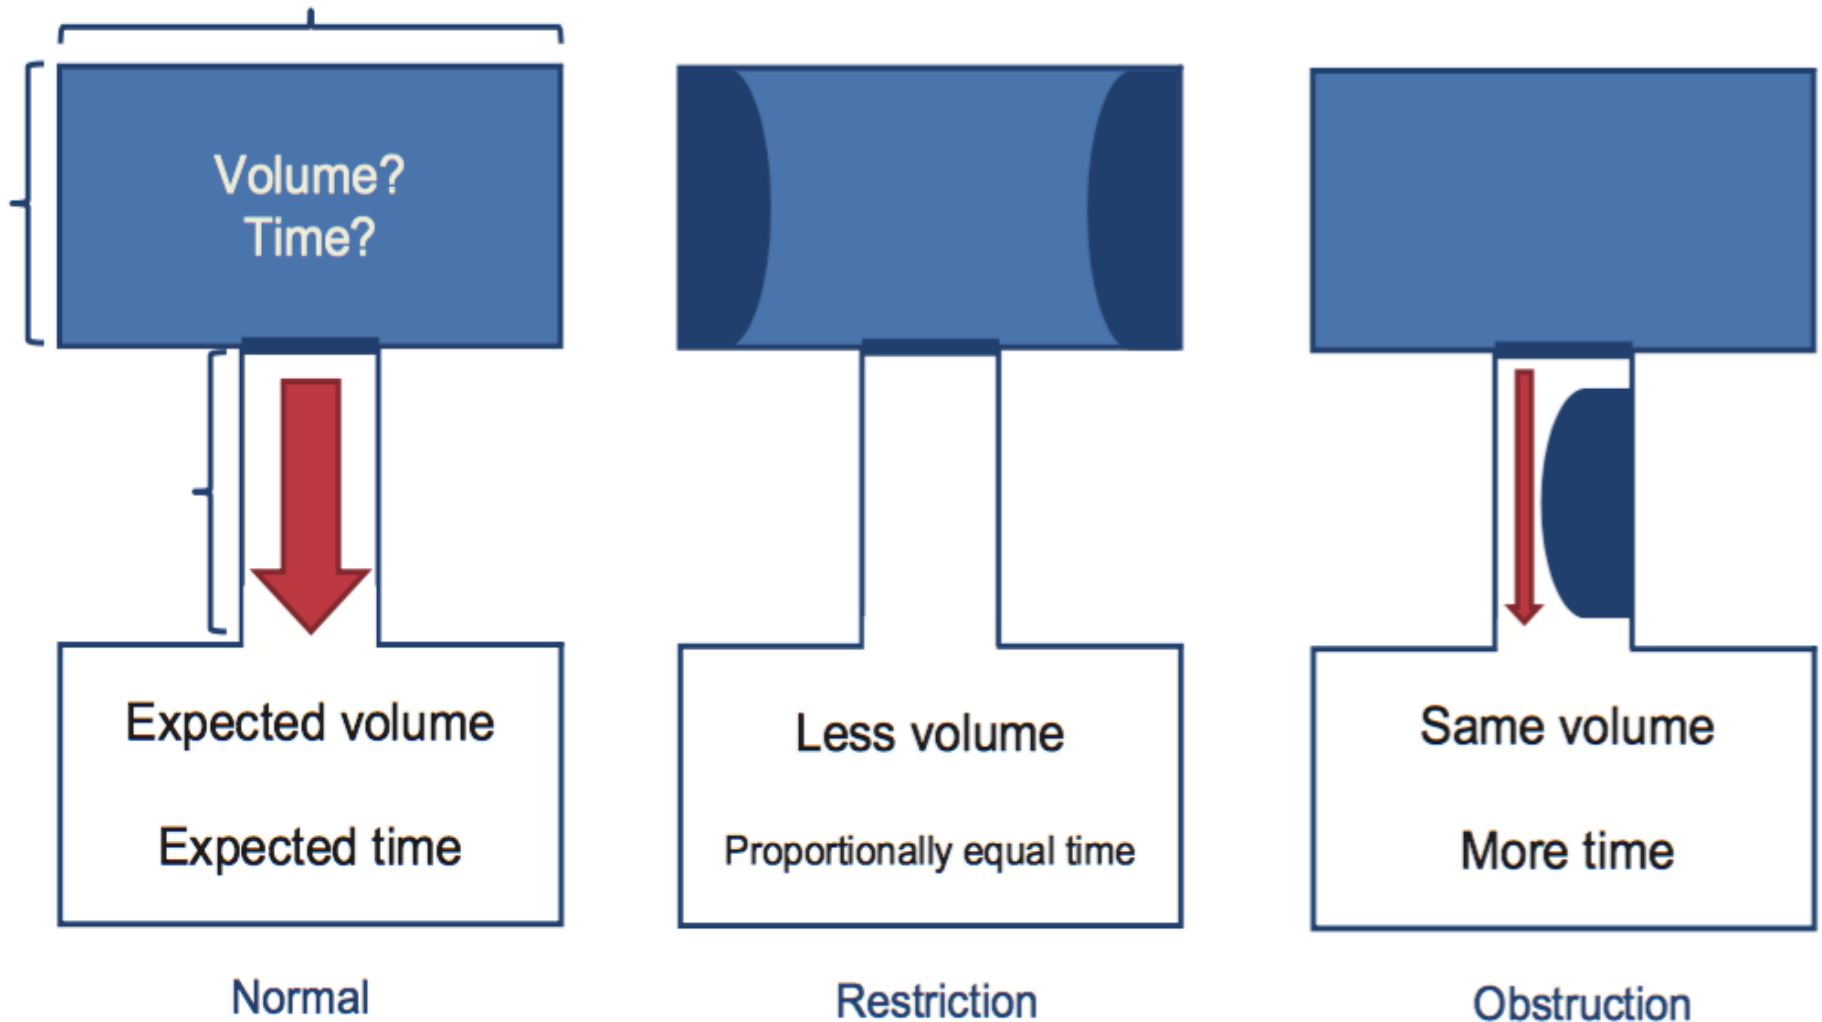 Volume?
Time?
Expected volume
Expected time
Normal
Less volume
Proportionally equal time
Restriction
Same volume
More time
Obstruction